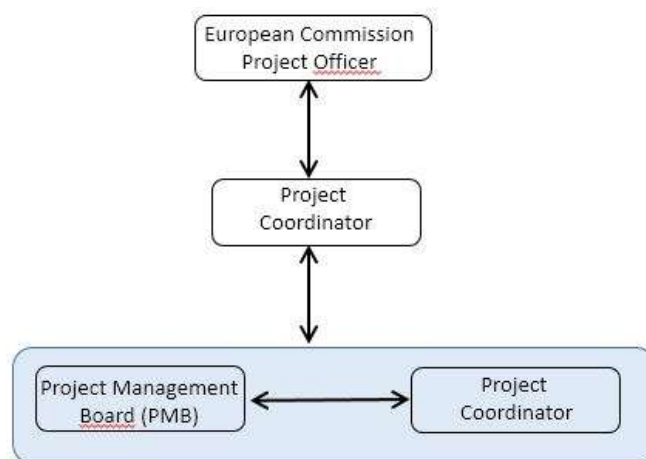 European Commission
Project Officer
Project
Coordinator
Project Management
Board (PMB)
Project
Coordinator